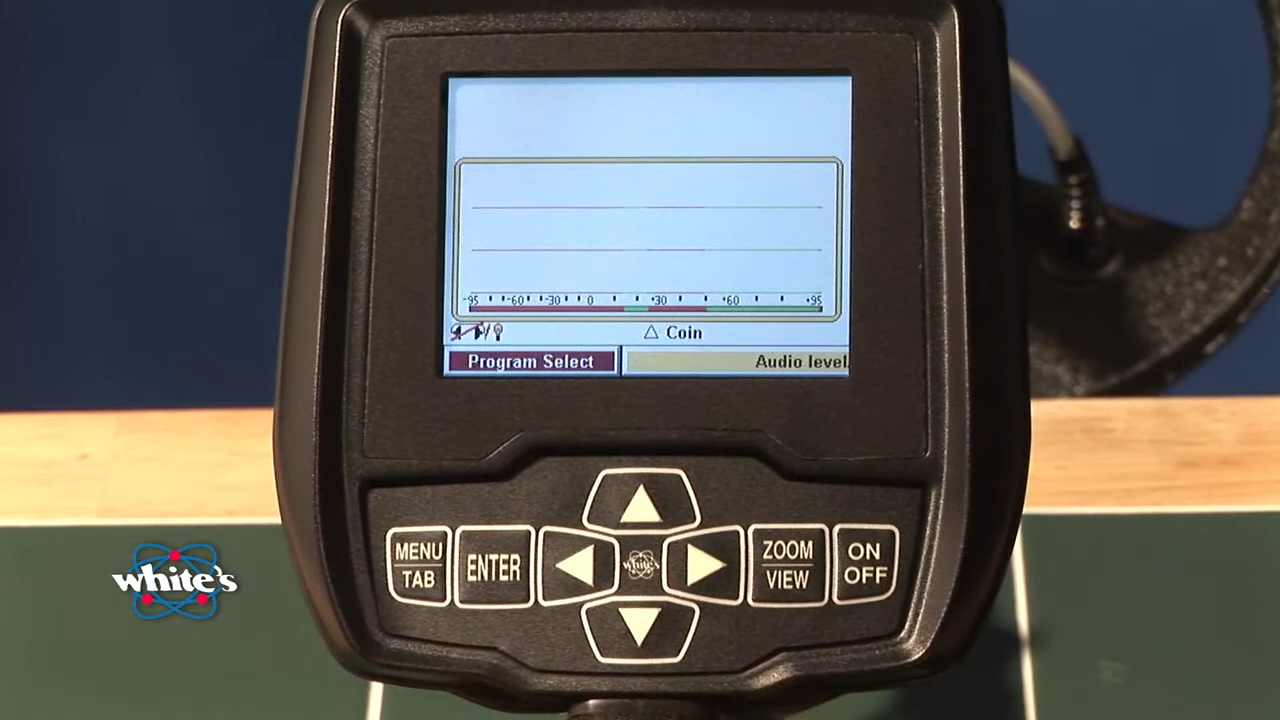 -95 -60 -30 0 +30 +60 +95
Coin
Program Select
Audio level
MENU
TAB
ENTER
white's
ZOOM
VIEW
ON
OFF
white's